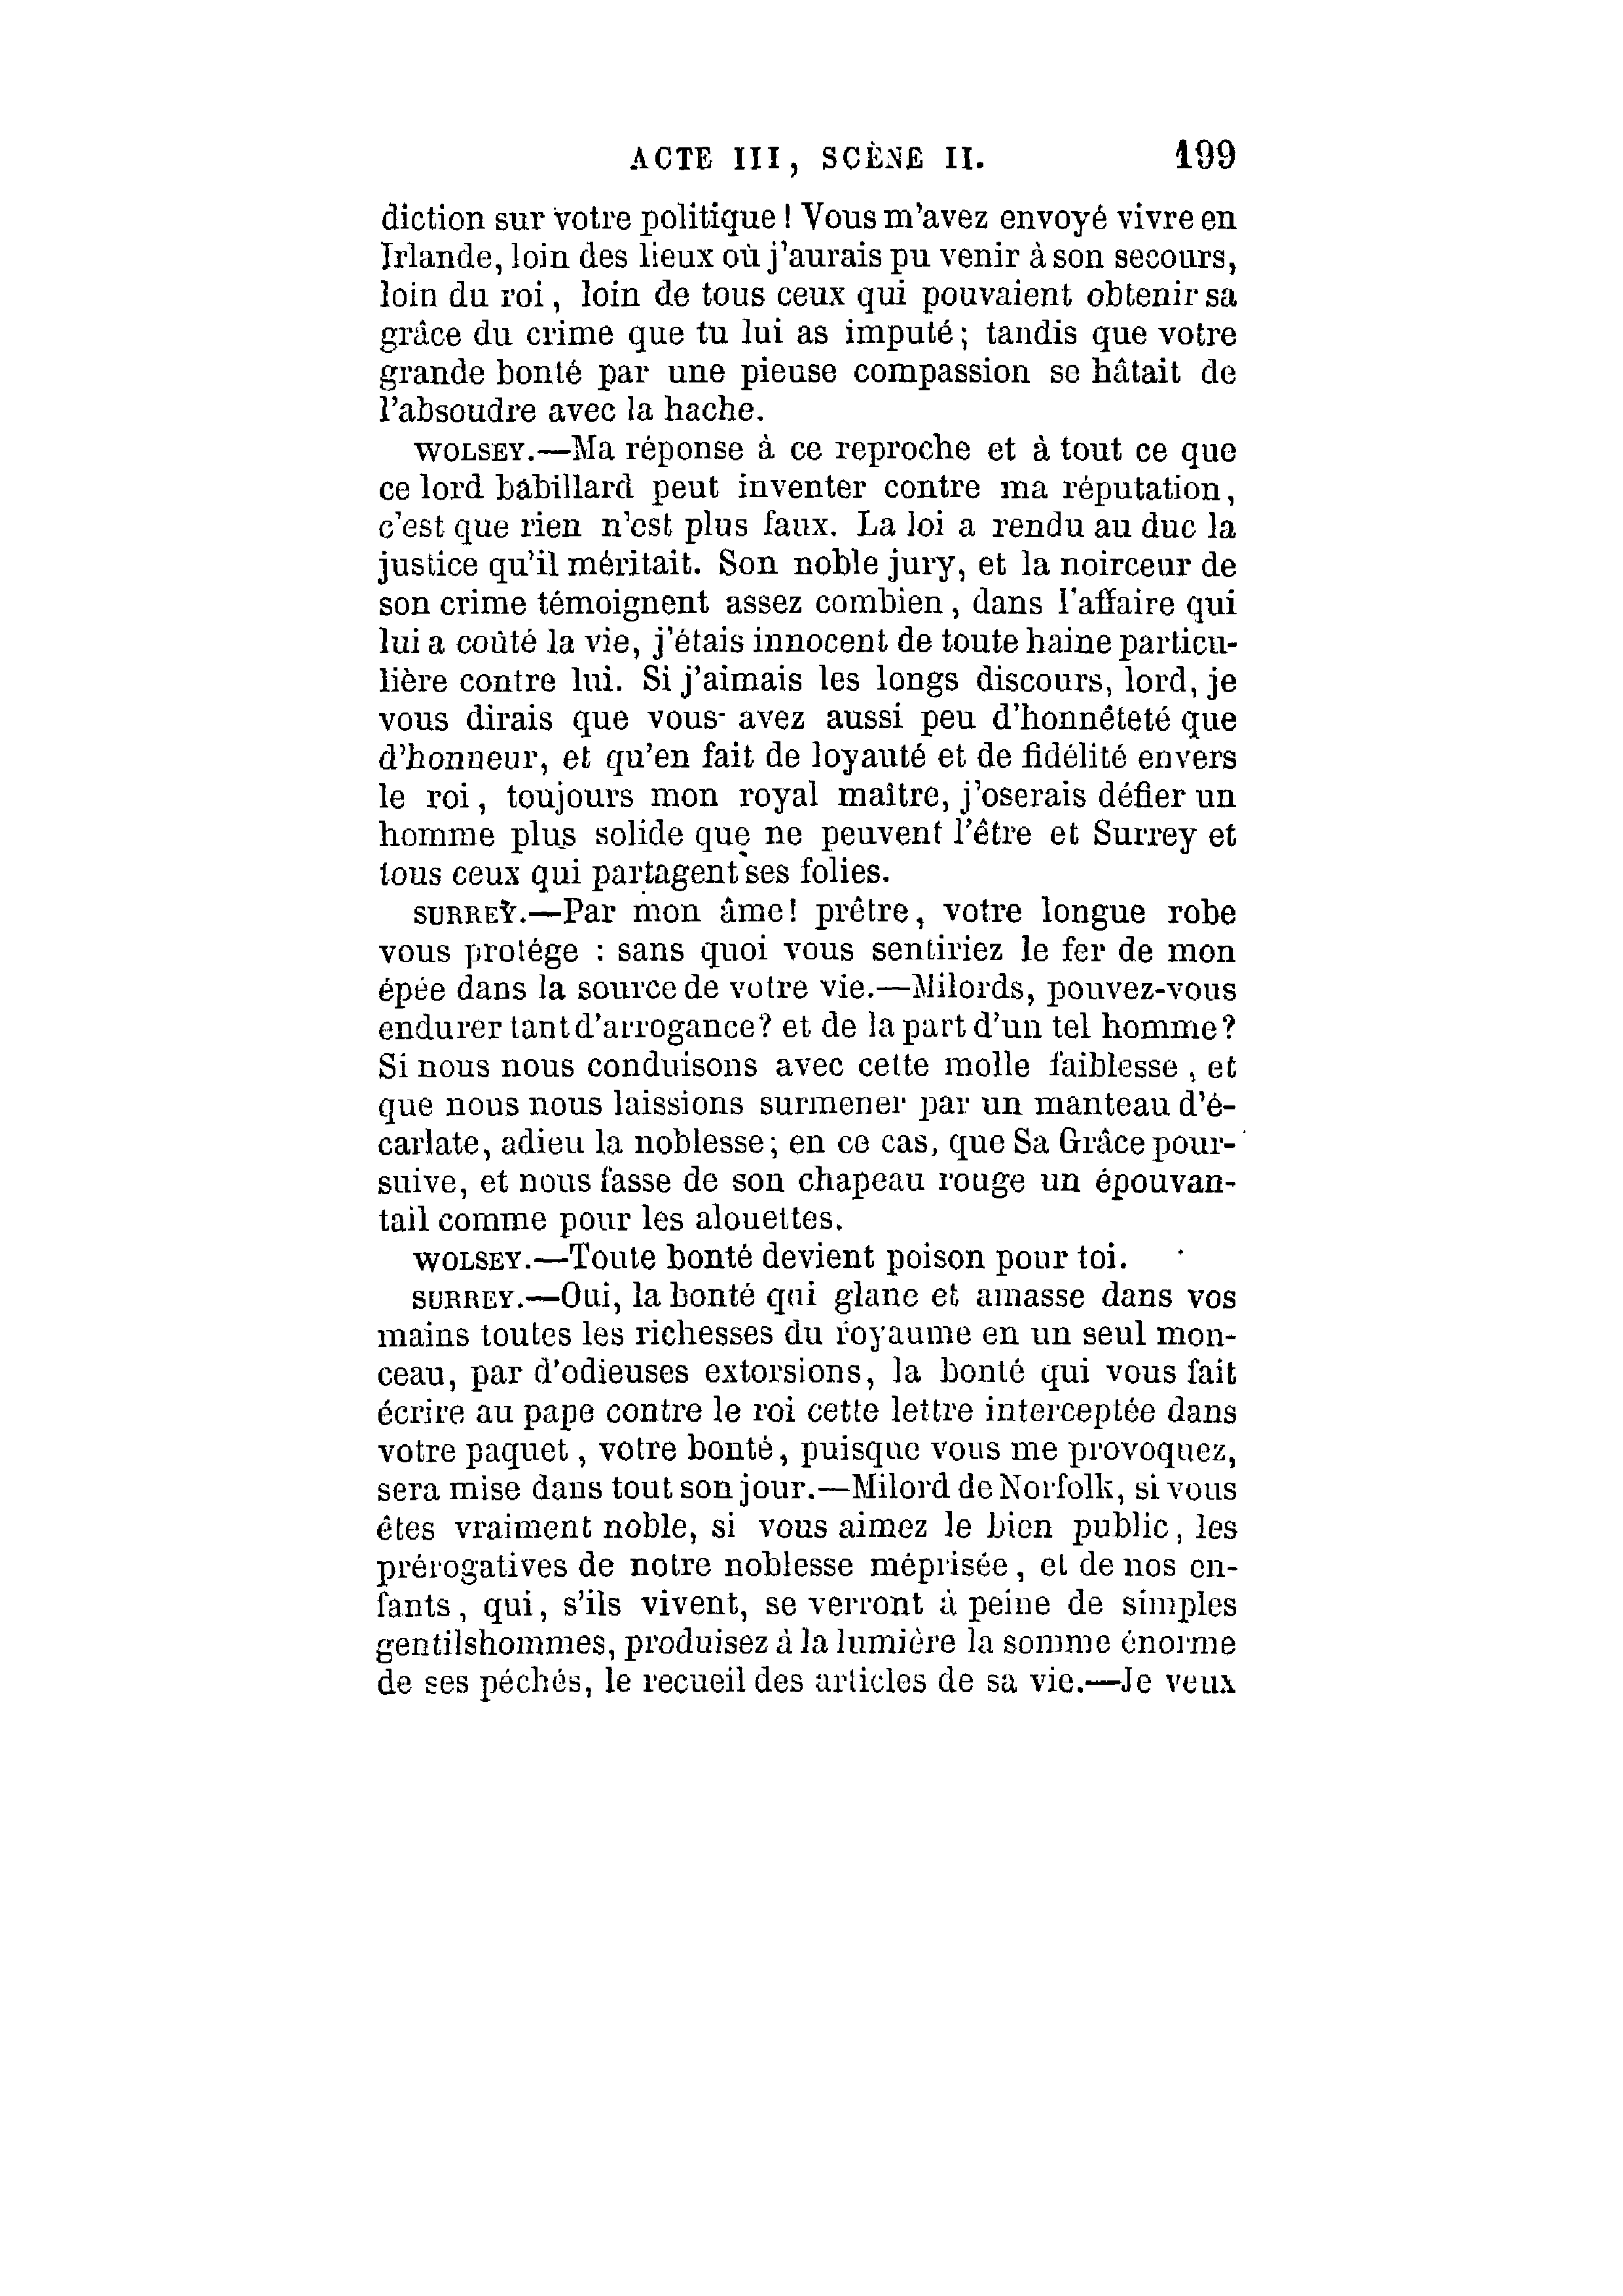 ACTE III, SCÈNE II. 199
diction sur votre politique ! Vous m'avez envoyé vivre en
Irlande, loin des lieux où j'aurais pu venir à son secours,
loin du roi, loin de tous ceux qui pouvaient obtenir sa
grâce du crime que tu lui as imputé; tandis que votre
grande bonté par une pieuse compassion se hâtait de
l'absoudre avec la hache.
WOLSEY.—Ma réponse à ce reproche et à tout ce que
ce lord babillard peut inventer contre ma réputation,
c'est que rien n'est plus faux. La loi a rendu au duc la
justice qu'il méritait. Son noble jury, et la noirceur de
son crime témoignent assez combien, dans l'affaire qui
lui a coûté la vie, j'étais innocent de toute haine particu-
lière contre lui. Si j'aimais les longs discours, lord, je
vous dirais que vous avez aussi peu d'honnêteté que
d'honneur, et qu'en fait de loyauté et de fidélité envers
le roi, toujours mon royal maître, j'oserais défier un
homme plus solide que ne peuvent l'être et Surrey et
tous ceux qui partagent ses folies.
SURREY.—Par mon âme! prêtre, votre longue robe
vous protége : sans quoi vous sentiriez le fer de mon
épée dans la source de votre vie.—Milords, pouvez-vous
endurer tant d'arrogance? et de la part d'un tel homme?
Si nous nous conduisons avec cette molle faiblesse, et
que nous nous laissions surmener par un manteau d'é-
carlate, adieu la noblesse; en ce cas, que Sa Grâce pour-
suive, et nous fasse de son chapeau rouge un épouvan-
tail comme pour les alouettes.
WOLSEY.—Toute bonté devient poison pour toi.
SURREY.—Oui, la bonté qui glane et amasse dans vos
mains toutes les richesses du royaume en un seul mon-
ceau, par d'odieuses extorsions, la bonté qui vous fait
écrire au pape contre le roi cette lettre interceptée dans
votre paquet, votre bonté, puisque vous me provoquez,
sera mise dans tout son jour.—Milord de Norfolk, si vous
êtes vraiment noble, si vous aimez le bien public, les
prérogatives de notre noblesse méprisée, et de nos en-
fants, qui, s'ils vivent, se verront à peine de simples
gentilshommes, produisez à la lumière la somme énorme
de ses péchés, le recueil des articles de sa vie.—Je veux